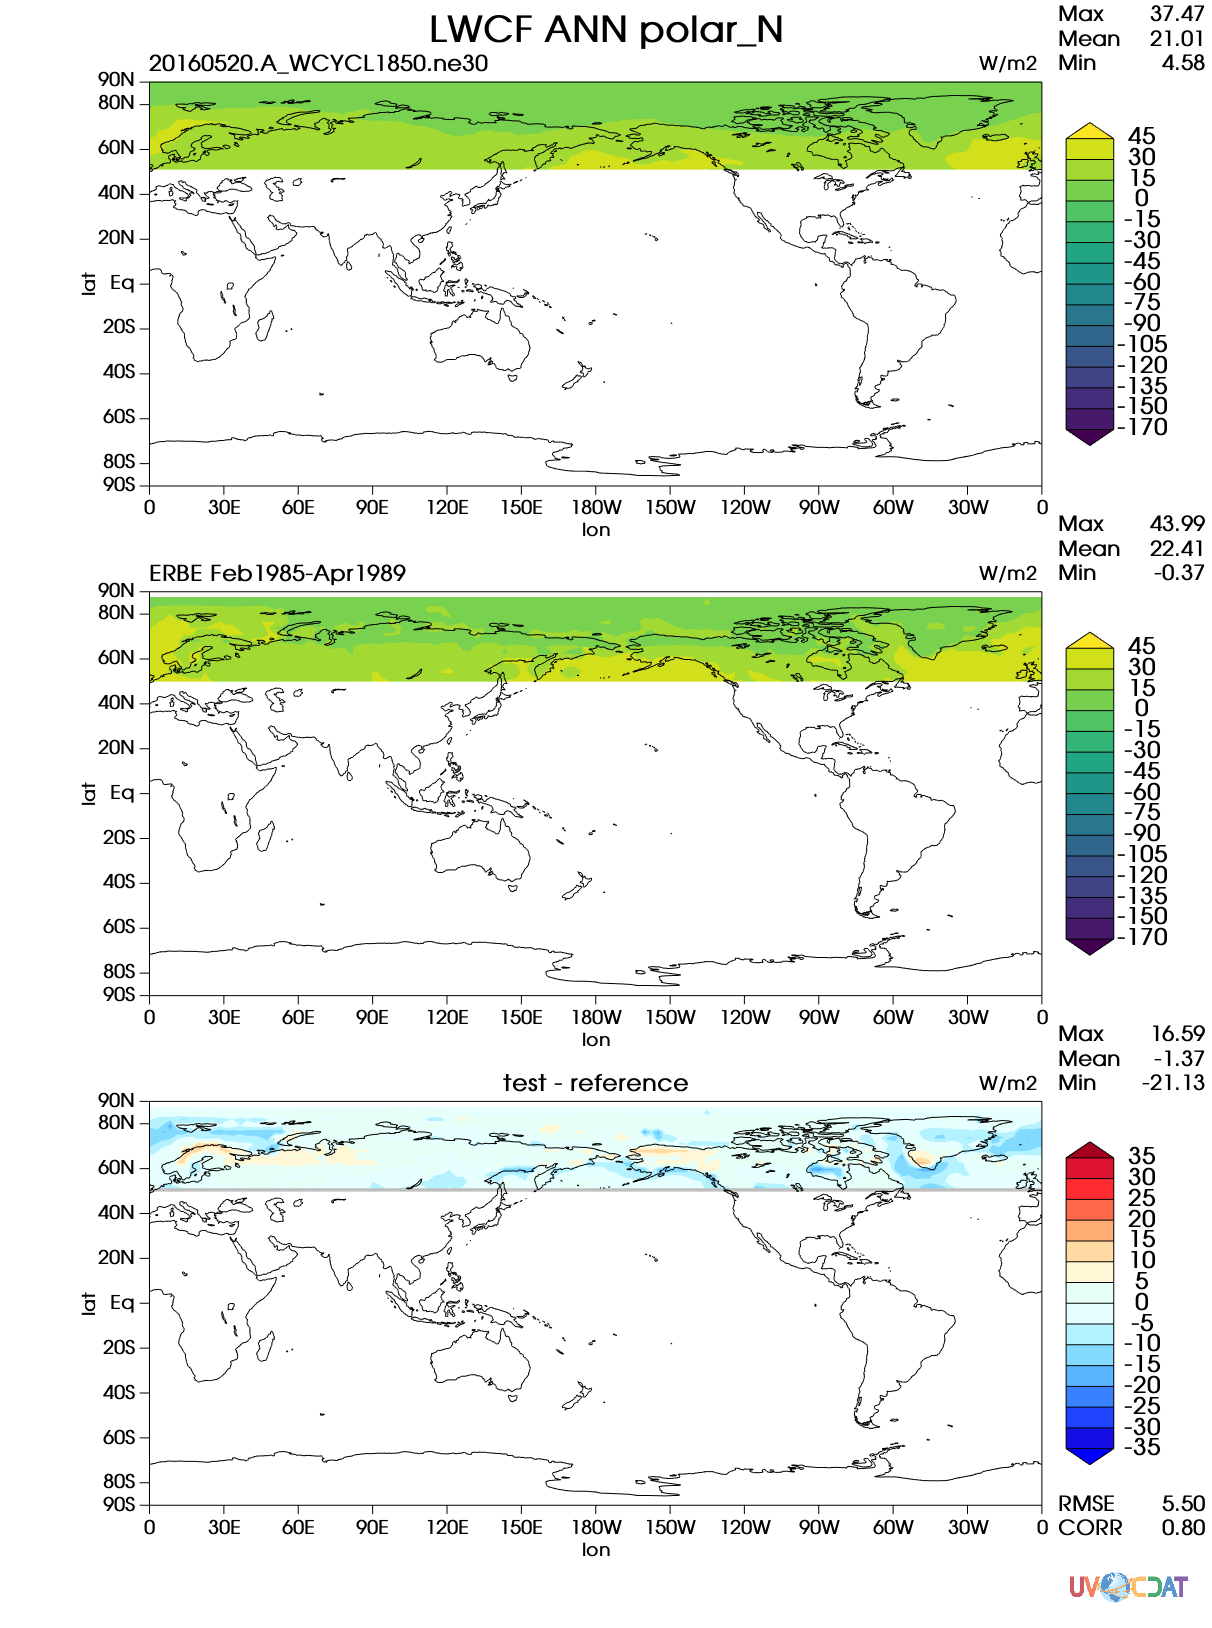 LWCF ANN polar_N
Max 37.47
Mean 21.01
Min 4.58
20160520.A_WCYCL1850.ne30 W/m2
90N
80N
60N
40N
20N
Eq
20S
40S
60S
80S
90S
lat
0 30E 60E 90E 120E 150E 180W 150W 120W 90W 60W 30W 0
lon
45
30
15
0
-15
-30
-45
-60
-75
-90
-105
-120
-135
-150
-170
Max 43.99
Mean 22.41
Min -0.37
ERBE Feb1985-Apr1989 W/m2
90N
80N
60N
40N
20N
Eq
20S
40S
60S
80S
90S
lat
0 30E 60E 90E 120E 150E 180W 150W 120W 90W 60W 30W 0
lon
45
30
15
0
-15
-30
-45
-60
-75
-90
-105
-120
-135
-150
-170
Max 16.59
Mean -1.37
Min -21.13
test - reference W/m2
90N
80N
60N
40N
20N
Eq
20S
40S
60S
80S
90S
lat
0 30E 60E 90E 120E 150E 180W 150W 120W 90W 60W 30W 0
lon
35
30
25
20
15
10
5
0
-5
-10
-15
-20
-25
-30
-35
RMSE 5.50
CORR 0.80
UV CDAT